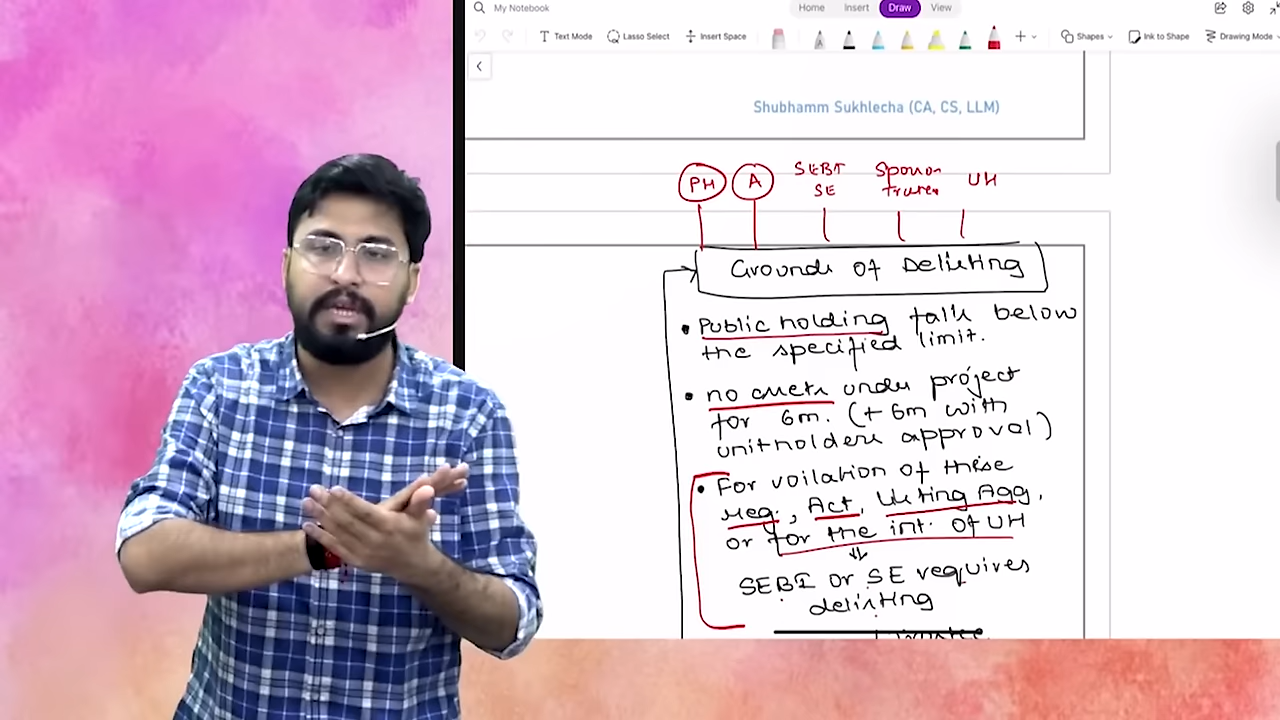 My Notebook
Home Insert Draw View
Text Mode Lasso Select Insert Space Shapes Ink to Shape Drawing Mode
Shubhamm Sukhlecha (CA, CS, LLM)
PH A SEBI UH
SE
Grounds of Delisting
• Public holding falls below
the specified limit.
• no assets under project
for 6m. (+ 6m with
unitholders approval)
• For voilation of these
reg., Act, Listing Agg.
or for the int. of UH
SEBI or SE requires
delisting